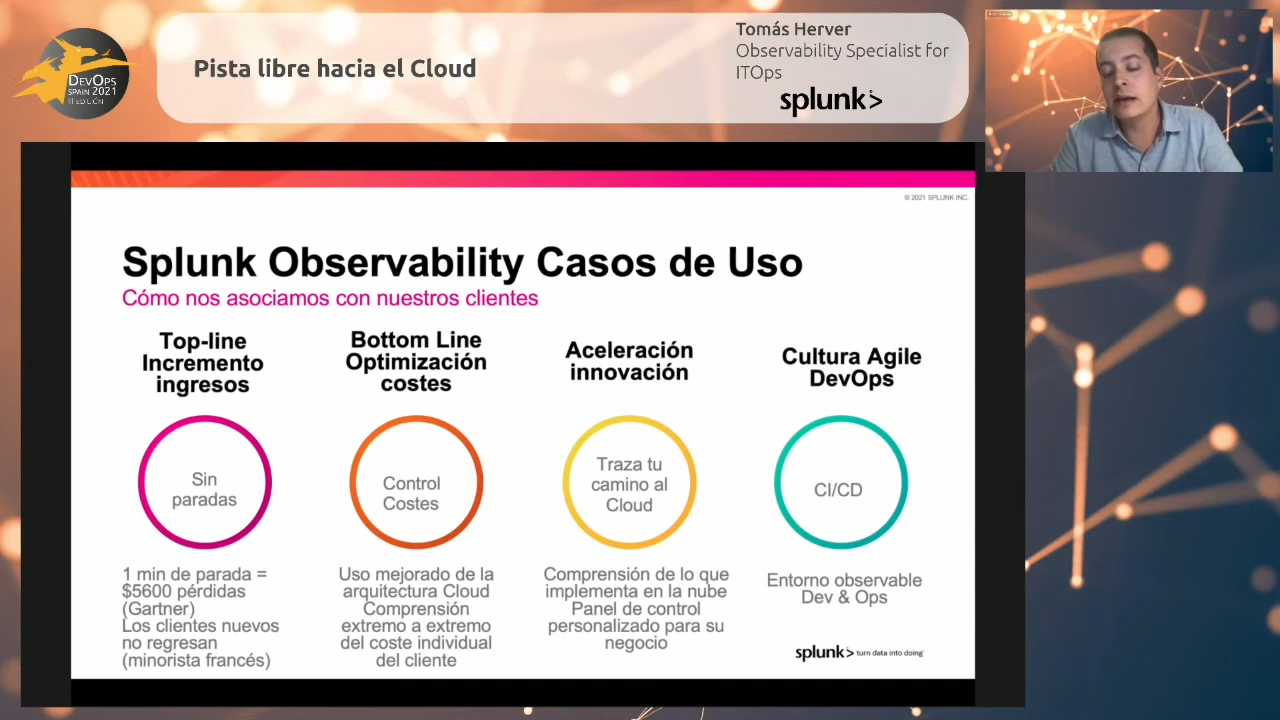 DEVOPS
SPAIN 2021
III EDICIÓN
Pista libre hacia el Cloud
Tomás Herver
Observability Specialist for
ITOps
splunk>
© 2021 SPLUNK INC.
Splunk Observability Casos de Uso
Cómo nos asociamos con nuestros clientes
Top-line
Incremento
ingresos
Sin
paradas
1 min de parada =
$5600 pérdidas
(Gartner)
Los clientes nuevos
no regresan
(minorista francés)
Bottom Line
Optimización
costes
Control
Costes
Uso mejorado de la
arquitectura Cloud
Comprensión
extremo a extremo
del coste individual
del cliente
Aceleración
innovación
Traza tu
camino al
Cloud
Comprensión de lo que
implementa en la nube
Panel de control
personalizado para su
negocio
Cultura Agile
DevOps
CI/CD
Entorno observable
Dev & Ops
splunk> turn data into doing